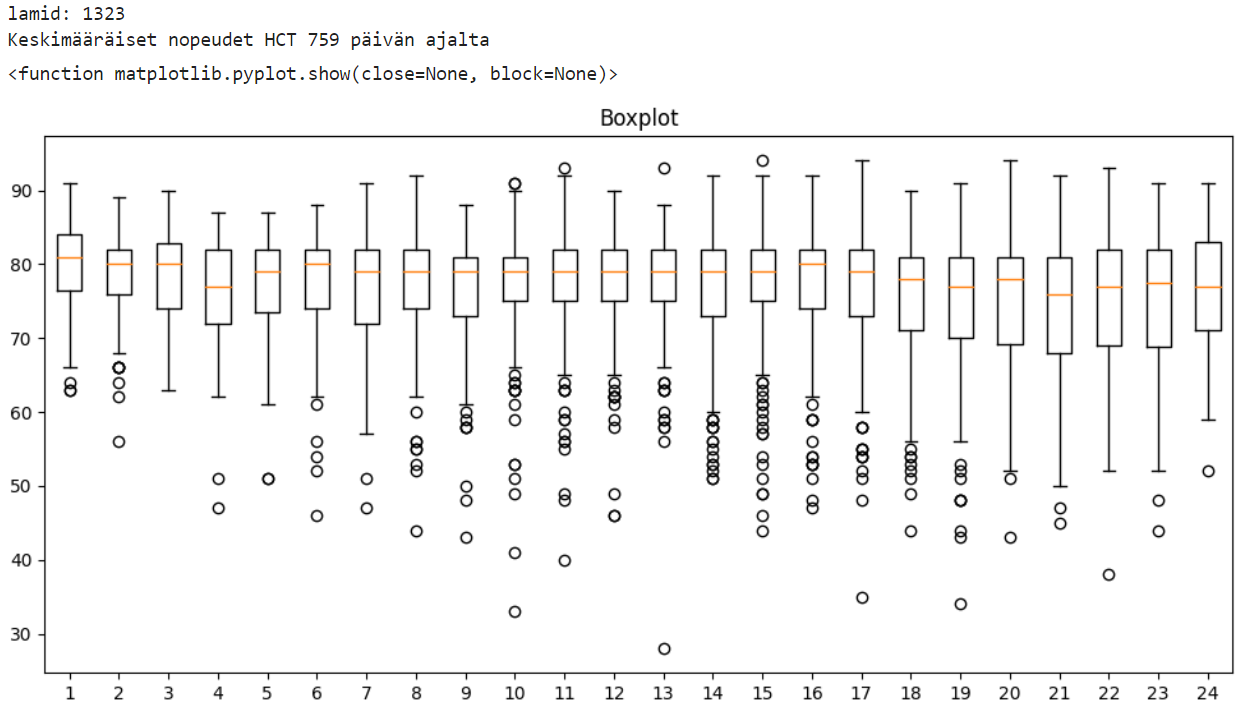 lamid: 1323
Keskimääräiset nopeudet HCT 759 päivän ajalta
<function matplotlib.pyplot.show(close=None, block=None)>
Boxplot
90
80
70
60
50
40
30
1 2 3 4 5 6 7 8 9 10 11 12 13 14 15 16 17 18 19 20 21 22 23 24